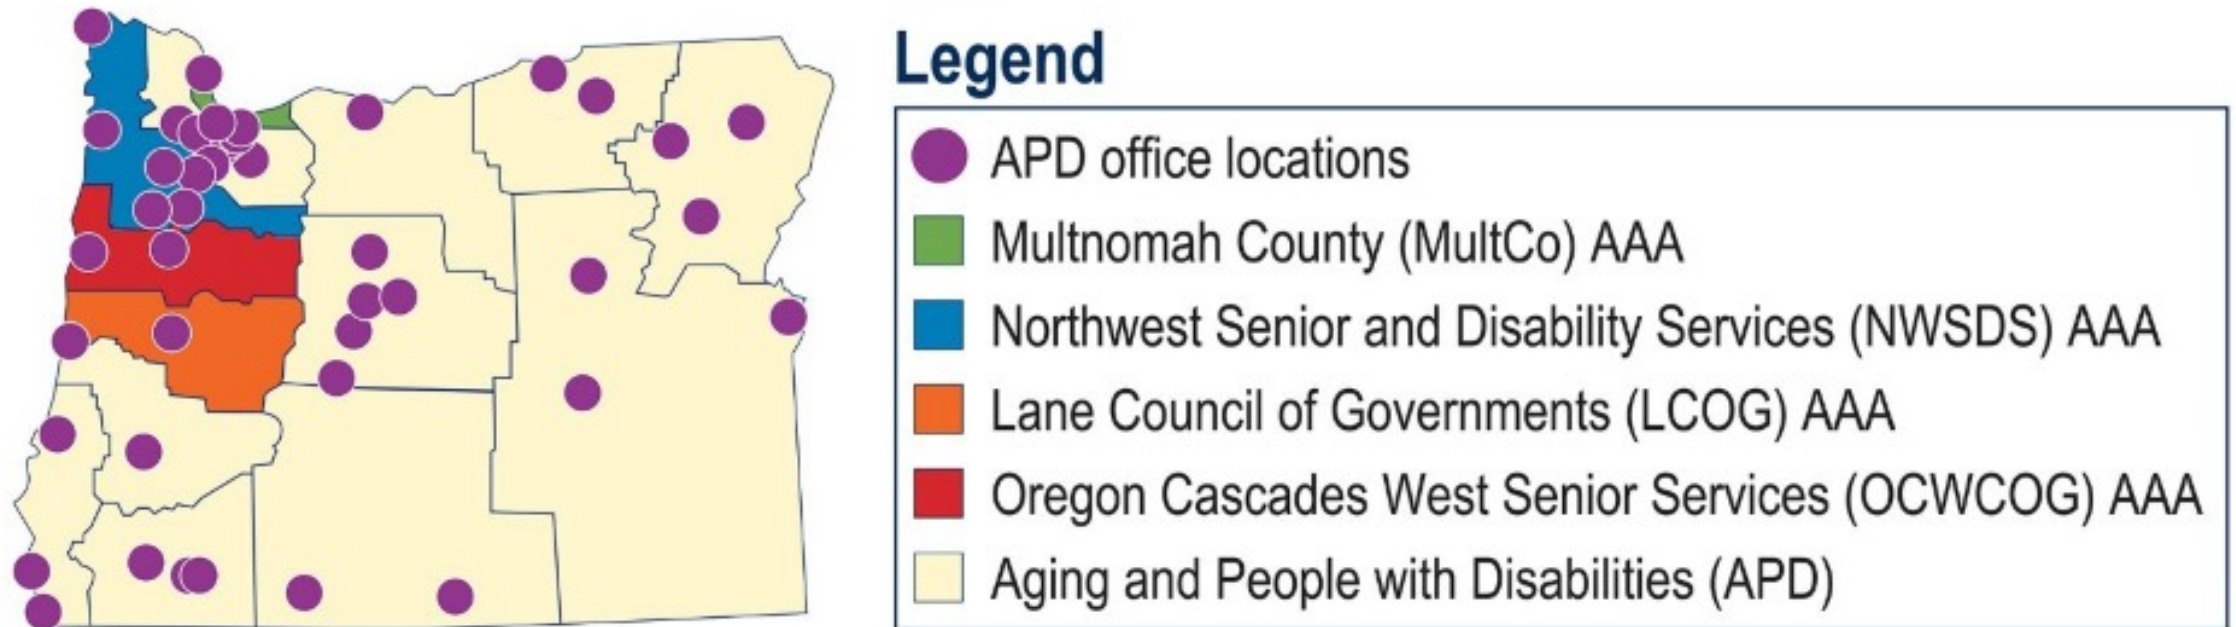 Legend
APD office locations
Multnomah County (MultCo) AAA
Northwest Senior and Disability Services (NWSDS) AAA
Lane Council of Governments (LCOG) AAA
Oregon Cascades West Senior Services (OCWCOG) AAA
Aging and People with Disabilities (APD)